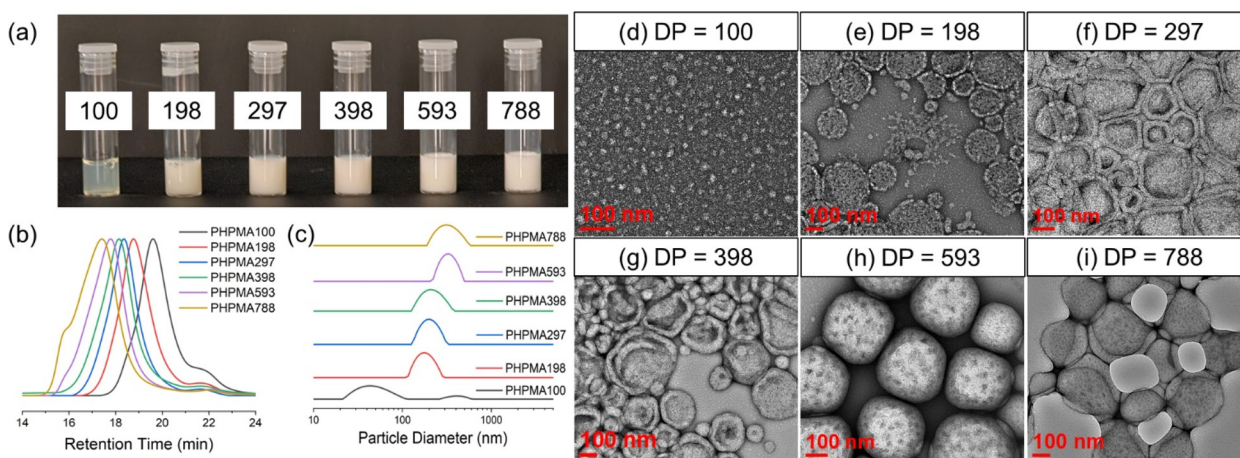 (a)
100
198
297
398
593
788
(b)
PHPMA100
PHPMA198
PHPMA297
PHPMA398
PHPMA593
PHPMA788
14 16 18 20 22 24
Retention Time (min)
(c)
PHPMA788
PHPMA593
PHPMA398
PHPMA297
PHPMA198
PHPMA100
10 100 1000
Particle Diameter (nm)
(d) DP = 100
100 nm
(e) DP = 198
100 nm
(f) DP = 297
100 nm
(g) DP = 398
100 nm
(h) DP = 593
100 nm
(i) DP = 788
100 nm